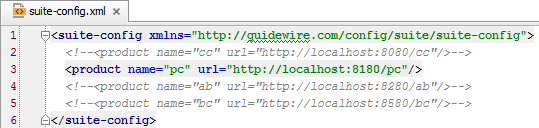 suite-config.xml ×
1 <suite-config xmlns="http://guidewire.com/config/suite/suite-config">
2 <!--<product name="cc" url="http://localhost:8080/cc"/>-->
3 <product name="pc" url="http://localhost:8180/pc"/>
4 <!--<product name="ab" url="http://localhost:8280/ab"/>-->
5 <!--<product name="bc" url="http://localhost:8580/bc"/>-->
6 </suite-config>